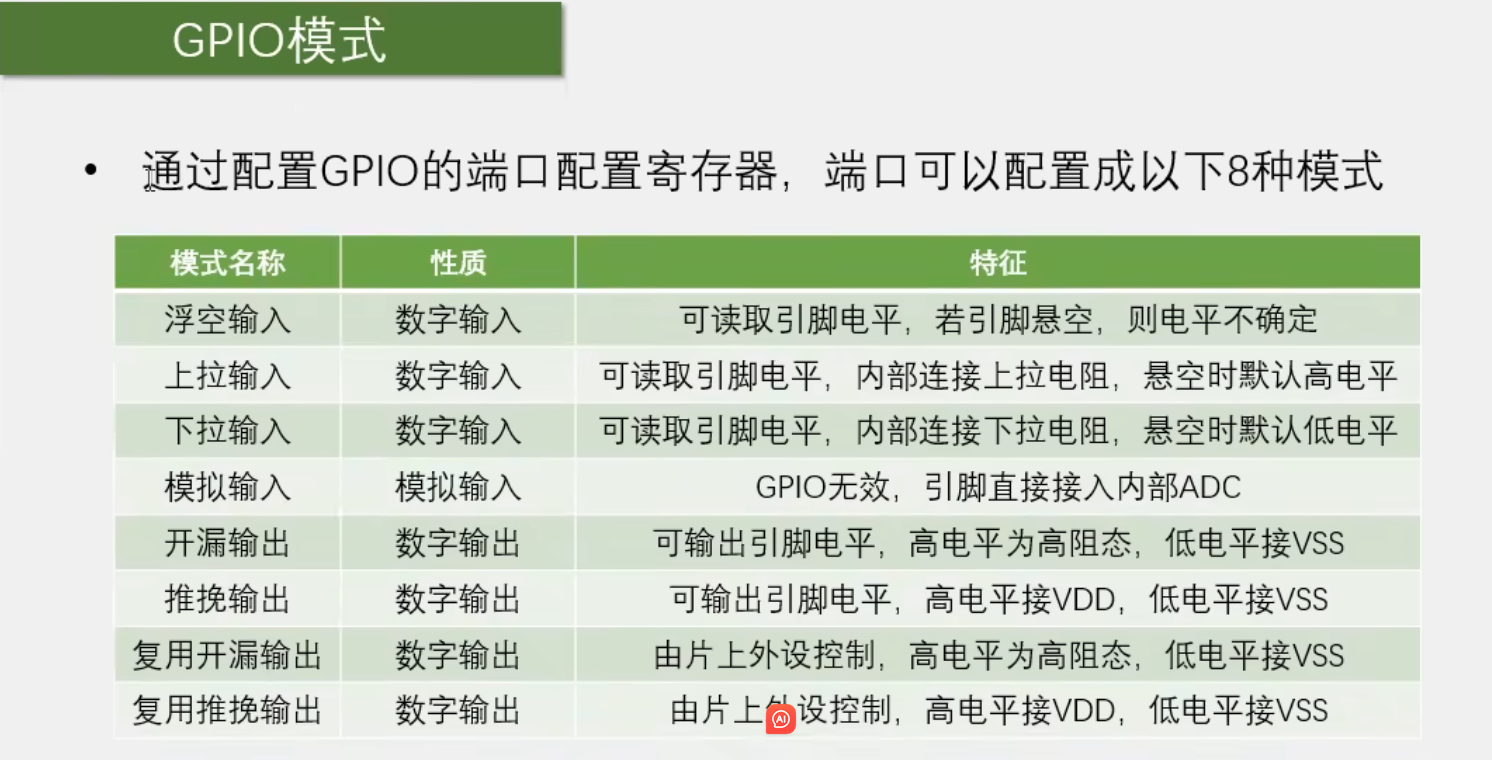 GPIO模式
• 通过配置GPIO的端口配置寄存器，端口可以配置成以下8种模式
模式名称 性质 特征
浮空输入 数字输入 可读取引脚电平，若引脚悬空，则电平不确定
上拉输入 数字输入 可读取引脚电平，内部连接上拉电阻，悬空时默认高电平
下拉输入 数字输入 可读取引脚电平，内部连接下拉电阻，悬空时默认低电平
模拟输入 模拟输入 GPIO无效，引脚直接接入内部ADC
开漏输出 数字输出 可输出引脚电平，高电平为高阻态，低电平接VSS
推挽输出 数字输出 可输出引脚电平，高电平接VDD，低电平接VSS
复用开漏输出 数字输出 由片上外设控制，高电平为高阻态，低电平接VSS
复用推挽输出 数字输出 由片上外设控制，高电平接VDD，低电平接VSS
AI